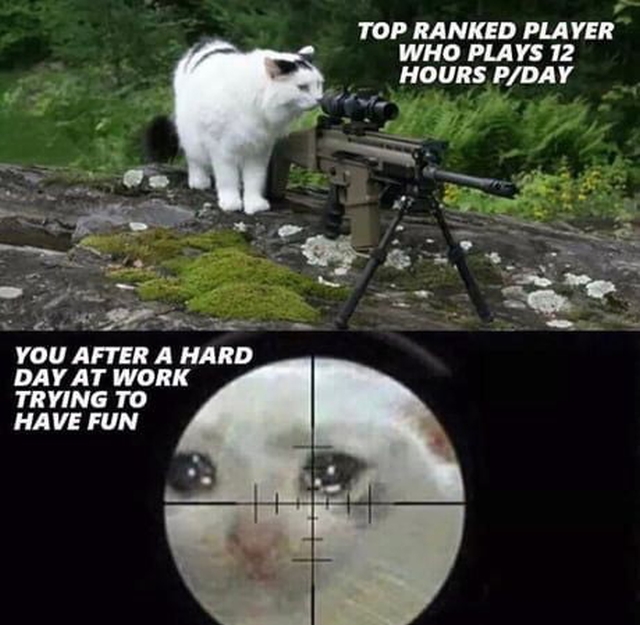 TOP RANKED PLAYER
WHO PLAYS 12
HOURS P/DAY
YOU AFTER A HARD
DAY AT WORK
TRYING TO
HAVE FUN